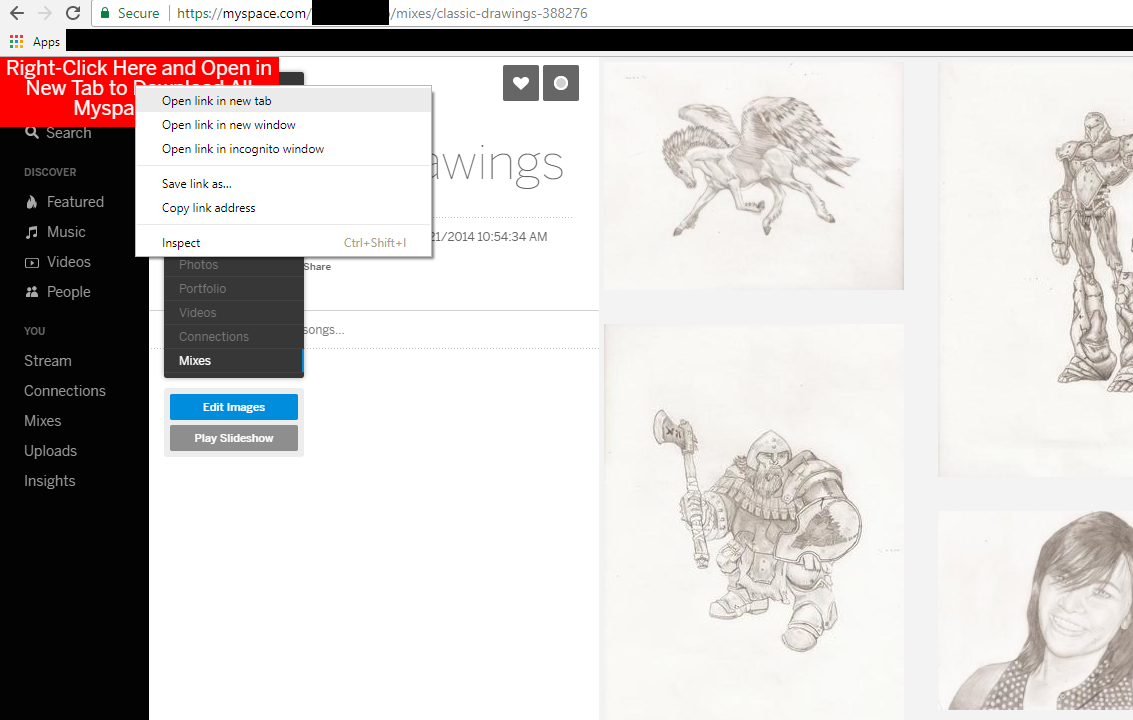 Secure
https://myspace.com/
/mixes/classic-drawings-388276
Apps
Right-Click Here and Open in
New Tab to Download All
Myspa
Open link in new tab
Open link in new window
Open link in incognito window
Save link as...
Copy link address
Inspect Ctrl+Shift+I
Search
DISCOVER
Featured
Music
Videos
People
YOU
Stream
Connections
Mixes
Uploads
Insights
Photos
Portfolio
Videos
Connections
Mixes
Edit Images
Play Slideshow
awings
21/2014 10:54:34 AM
Share
songs...